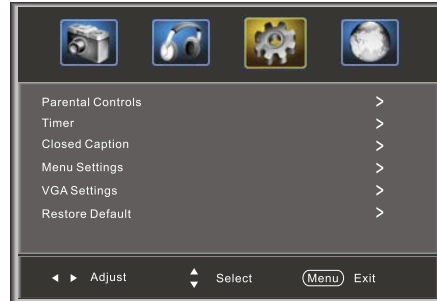 Parental Controls >
Timer >
Closed Caption >
Menu Settings >
VGA Settings >
Restore Default >
◄ ► Adjust ▲▼ Select Menu Exit